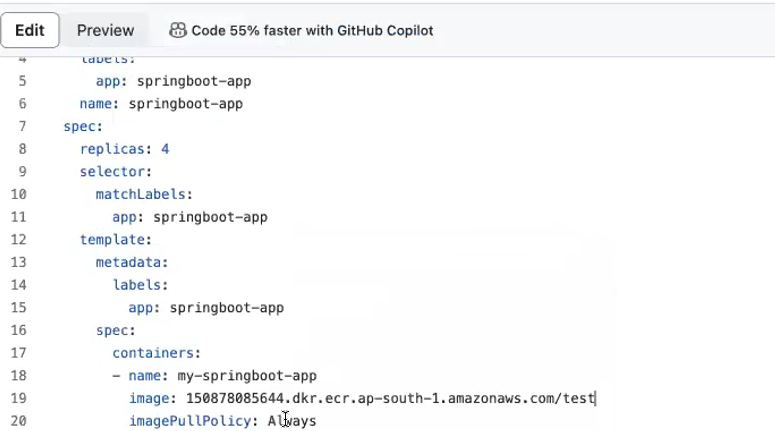 Edit Preview Code 55% faster with GitHub Copilot
4 labels:
5 app: springboot-app
6 name: springboot-app
7 spec:
8 replicas: 4
9 selector:
10 matchLabels:
11 app: springboot-app
12 template:
13 metadata:
14 labels:
15 app: springboot-app
16 spec:
17 containers:
18 - name: my-springboot-app
19 image: 150878085644.dkr.ecr.ap-south-1.amazonaws.com/test
20 imagePullPolicy: Always